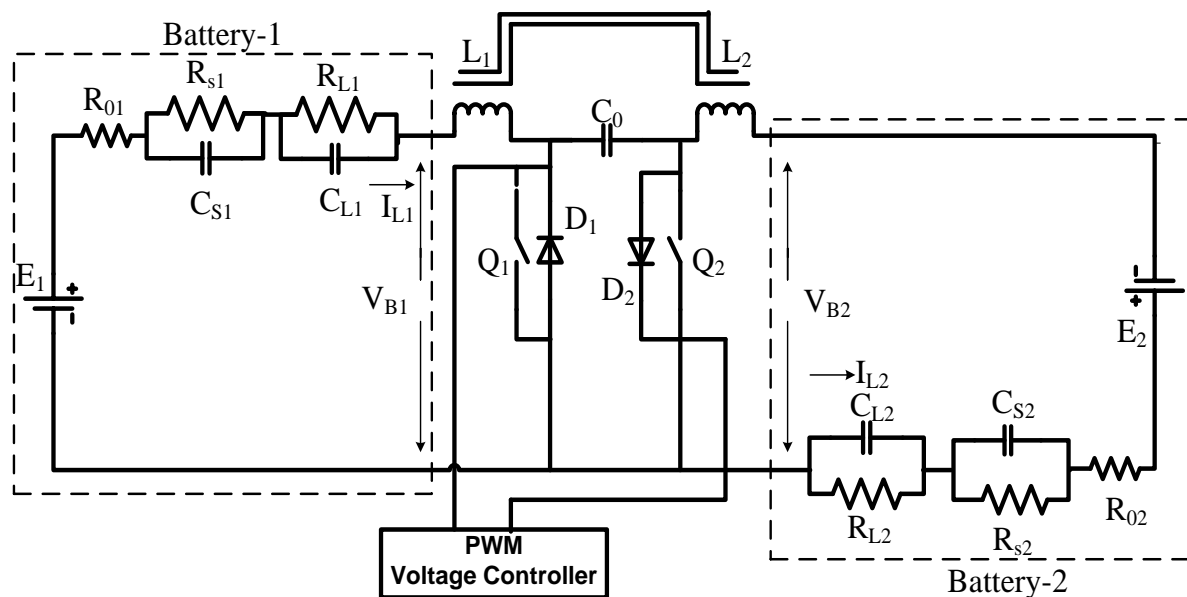 Battery-1
L1
L2
Rs1
RL1
R01
C0
CS1
CL1
IL1
D1
Q1
Q2
D2
E1
+
VB1
VB2
+
E2
IL2
CL2
CS2
RL2
Rs2
R02
PWM
Voltage Controller
Battery-2